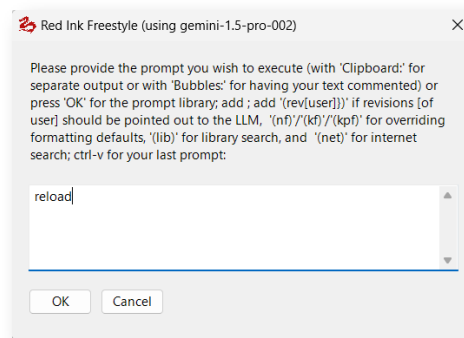 Red Ink Freestyle (using gemini-1.5-pro-002)
Please provide the prompt you wish to execute (with 'Clipboard:' for
separate output or with 'Bubbles:' for having your text commented) or
press 'OK' for the prompt library; add ; add '(rev[user]})' if revisions [of
user] should be pointed out to the LLM,  '(nf)'/'(kf)'/'(kpf)' for overriding
formatting defaults, '(lib)' for library search, and  '(net)' for internet
search; ctrl-v for your last prompt:
reload
OK Cancel